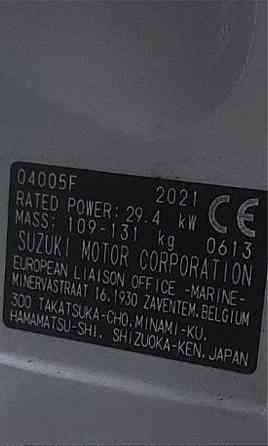 04005F 2021
RATED POWER: 29.4 kW CE
MASS: 109-131 kg 0613
SUZUKI MOTOR CORPORATION
EUROPEAN LIAISON OFFICE -MARINE-
MINERVASTRAAT 16,1930 ZAVENTEM,BELGIUM
300 TAKATSUKA-CHO,MINAMI-KU,
HAMAMATSU-SHI, SHIZUOKA-KEN, JAPAN